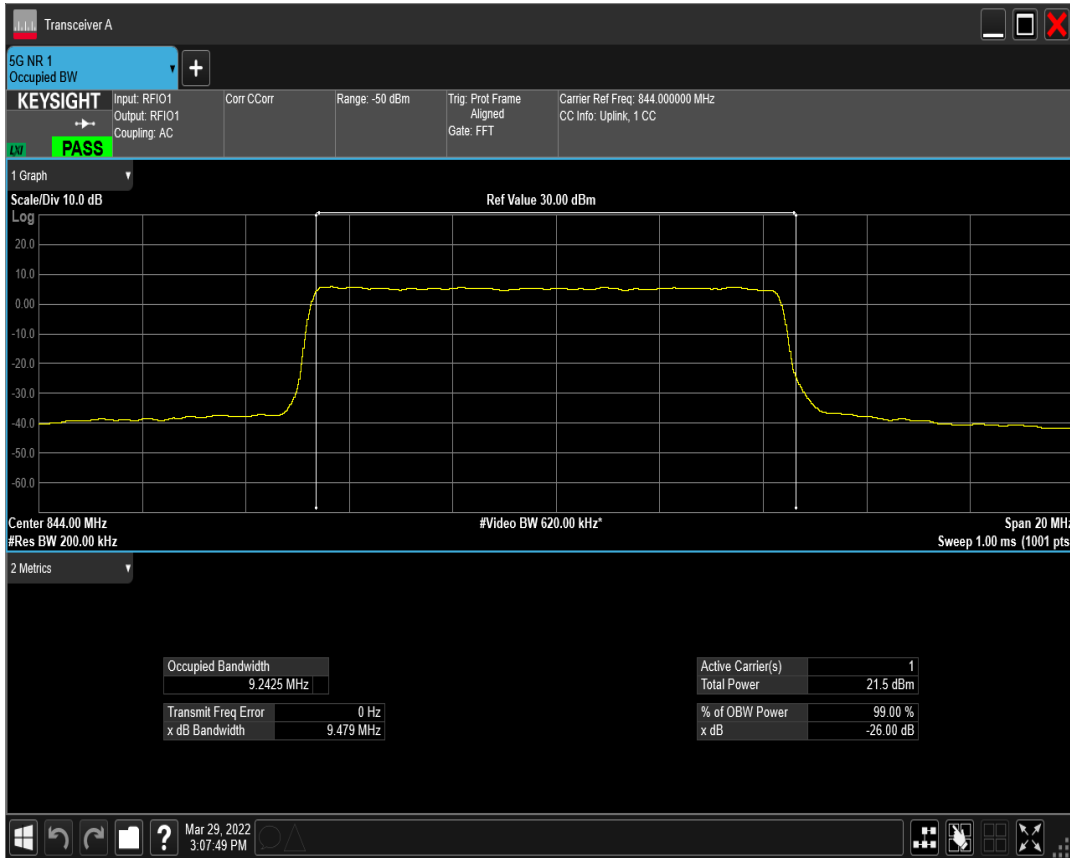 Transceiver A
5G NR 1
Occupied BW
KEYSIGHT
LXI
PASS
Input: RFIO1
Output: RFIO1
Coupling: AC
Corr CCorr
Range: -50 dBm
Trig: Prot Frame
Aligned
Gate: FFT
Carrier Ref Freq: 844.000000 MHz
CC Info: Uplink, 1 CC
1 Graph
Scale/Div 10.0 dB
Ref Value 30.00 dBm
Log
20.0
10.0
0.00
-10.0
-20.0
-30.0
-40.0
-50.0
-60.0
Center 844.00 MHz
#Video BW 620.00 kHz*
Span 20 MHz
#Res BW 200.00 kHz
Sweep 1.00 ms (1001 pts
2 Metrics
Occupied Bandwidth
9.2425 MHz
Transmit Freq Error 0 Hz
x dB Bandwidth 9.479 MHz
Active Carrier(s) 1
Total Power 21.5 dBm
% of OBW Power 99.00 %
x dB -26.00 dB
?
Mar 29, 2022
3:07:49 PM